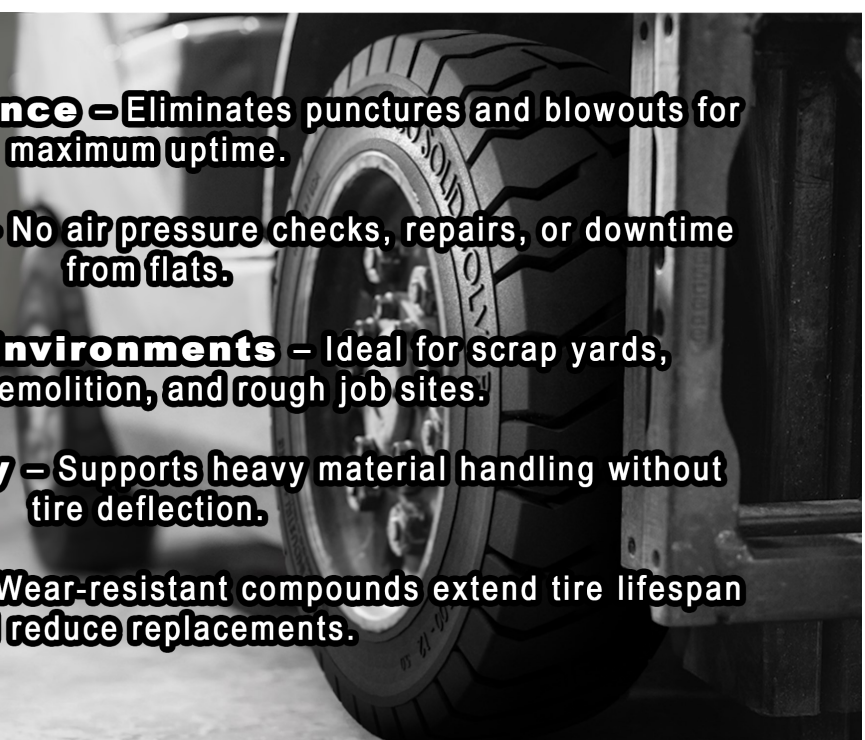 nce – Eliminates punctures and blowouts for
maximum uptime.
No air pressure checks, repairs, or downtime
from flats.
nvironments – Ideal for scrap yards,
emolition, and rough job sites.
y – Supports heavy material handling without
tire deflection.
Wear-resistant compounds extend tire lifespan
reduce replacements.
SOLID